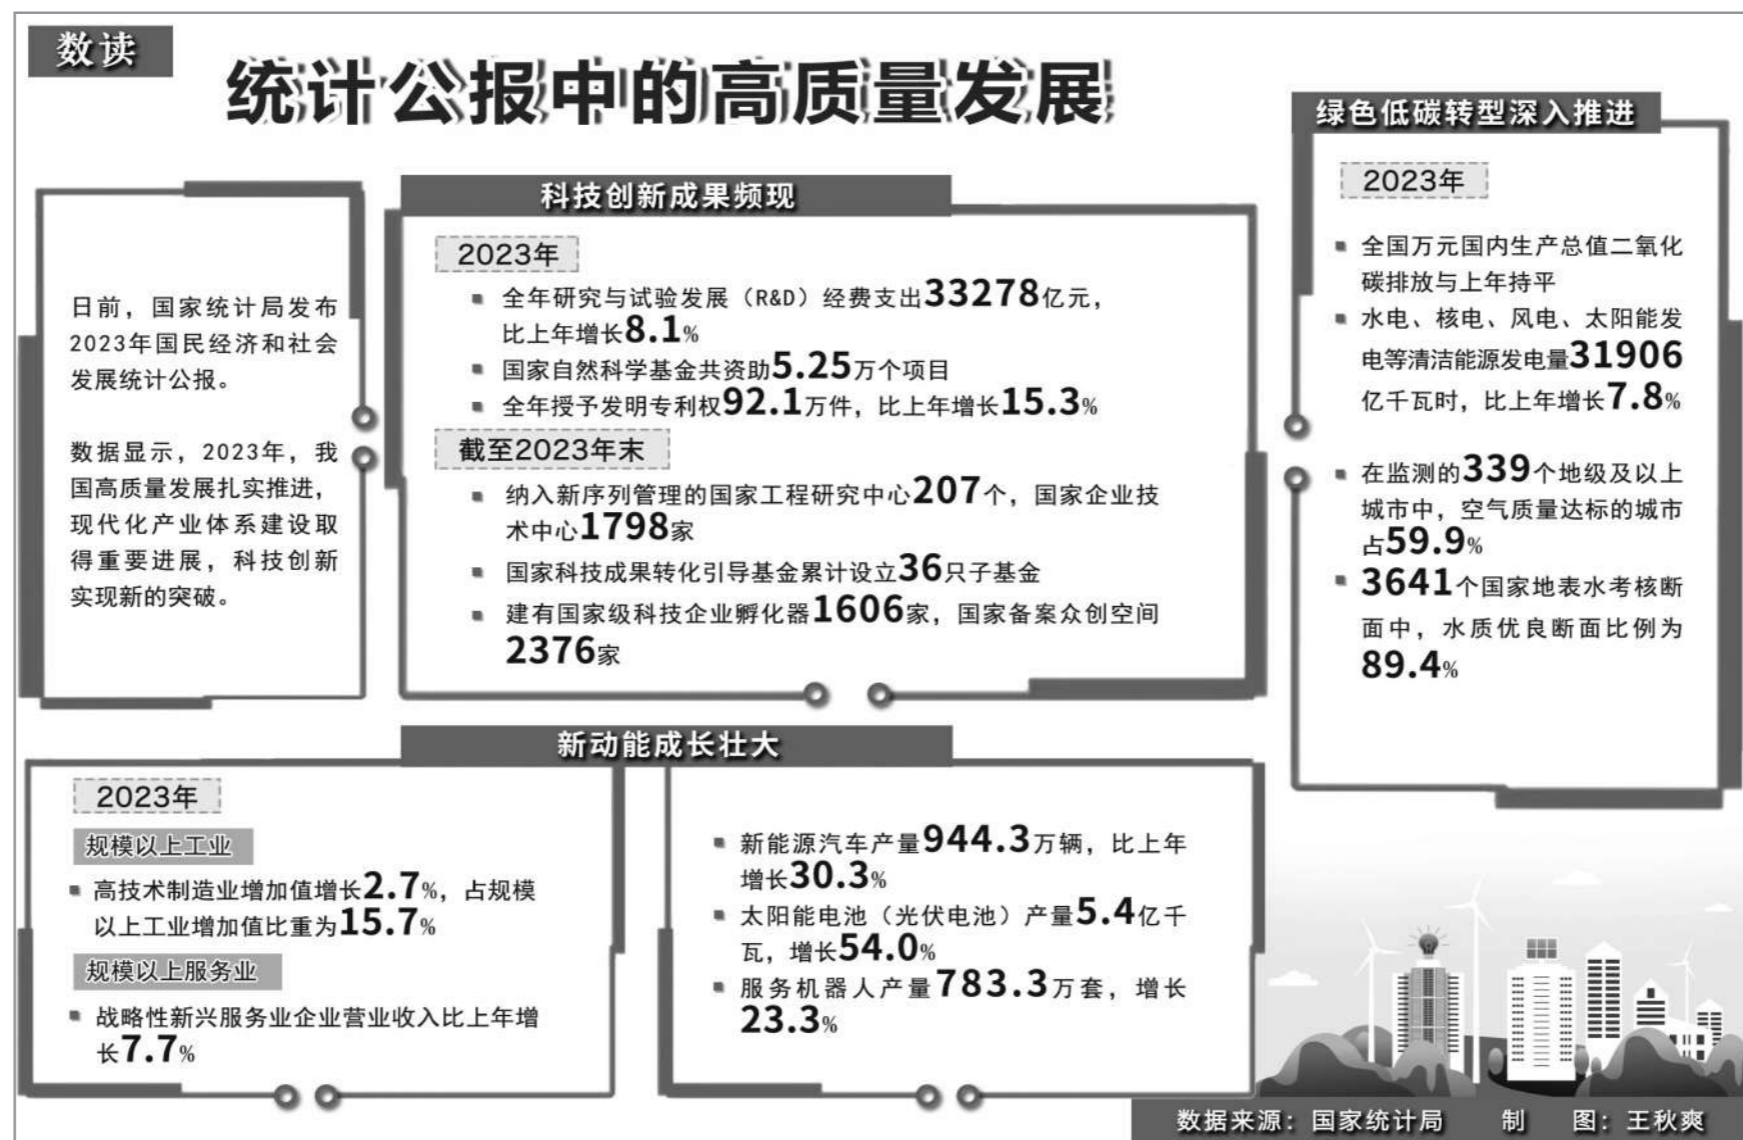 数读
统计公报中的高质量发展
日前，国家统计局发布
2023年国民经济和社会
发展统计公报。
数据显示，2023年，我
国高质量发展扎实推进，
现代化产业体系建设取
得重要进展，科技创新
实现新的突破。
科技创新成果频现
2023年
全年研究与试验发展（R&D）经费支出33278亿元，
比上年增长8.1%
国家自然科学基金共资助5.25万个项目
全年授予发明专利权92.1万件，比上年增长15.3%
截至2023年末
纳入新序列管理的国家工程研究中心207个，国家企业技
术中心1798家
国家科技成果转化引导基金累计设立36只子基金
建有国家级科技企业孵化器1606家，国家备案众创空间
2376家
绿色低碳转型深入推进
2023年
全国万元国内生产总值二氧化
碳排放与上年持平
水电、核电、风电、太阳能发
电等清洁能源发电量31906
亿千瓦时，比上年增长7.8%
在监测的339个地级及以上
城市中，空气质量达标的城市
占59.9%
3641个国家地表水考核断
面中，水质优良断面比例为
89.4%
新动能成长壮大
2023年
规模以上工业
高技术制造业增加值增长2.7%，占规模
以上工业增加值比重为15.7%
规模以上服务业
战略性新兴服务业企业营业收入比上年增
长7.7%
新能源汽车产量944.3万辆，比上年
增长30.3%
太阳能电池（光伏电池）产量5.4亿千
瓦，增长54.0%
服务机器人产量783.3万套，增长
23.3%
数据来源：国家统计局 制 图：王秋爽